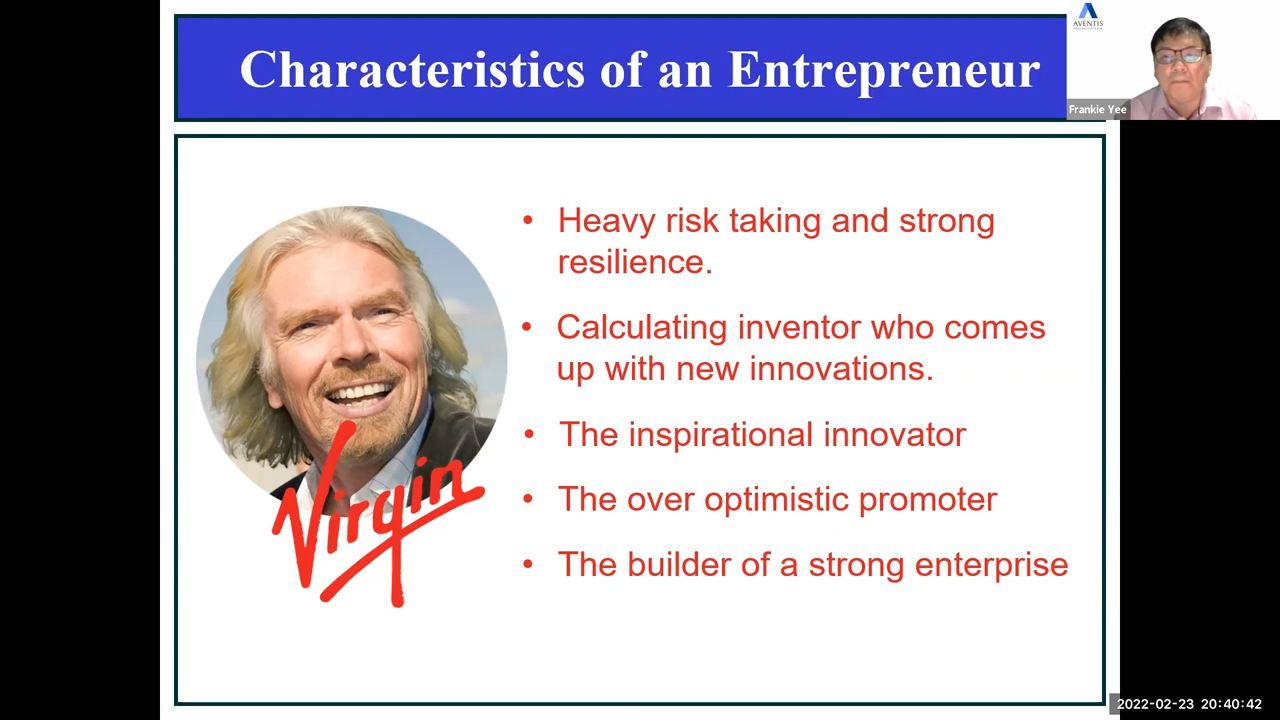 Characteristics of an Entrepreneur
AVENTIS
Frankie Yee
• Heavy risk taking and strong
resilience.
• Calculating inventor who comes
up with new innovations.
• The inspirational innovator
• The over optimistic promoter
• The builder of a strong enterprise
Virgin
2022-02-23 20:40:42